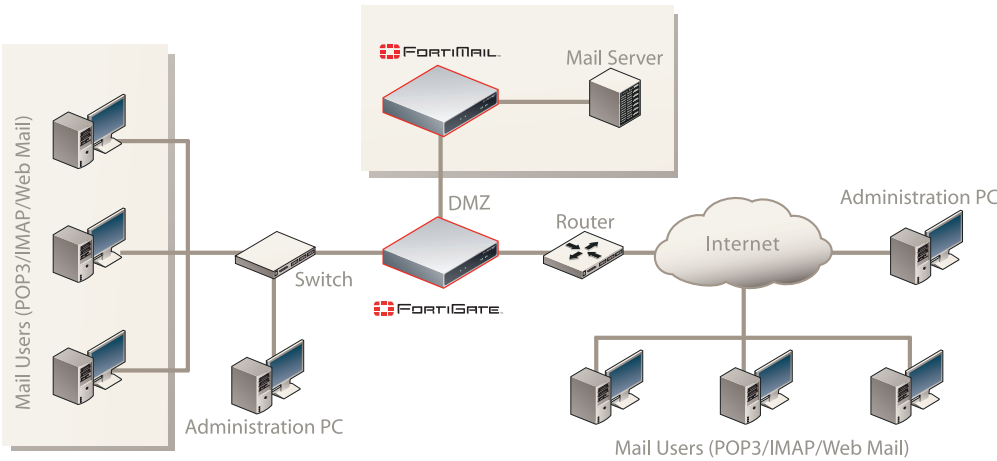 FORTIMAIL
Mail Server
Mail Users (POP3/IMAP/Web Mail)
DMZ
Router
Internet
Administration PC
Switch
FORTIGATE
Administration PC
Mail Users (POP3/IMAP/Web Mail)